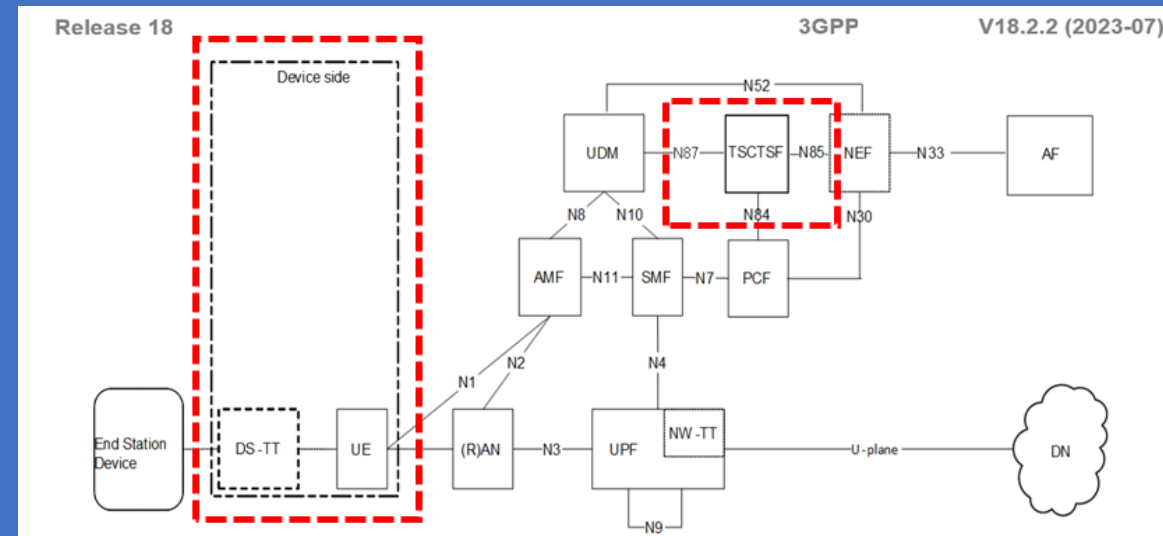 Release 18
3GPP
V18.2.2 (2023-07)
Device side
N52
UDM
N87
TSCTSF
N85
NEF
N33
AF
N8
N10
N84
N30
AMF
N11
SMF
N7
PCF
N1
N2
N4
End Station
Device
DS -TT
UE
(R)AN
N3
UPF
NW -TT
U-plane
DN
N9